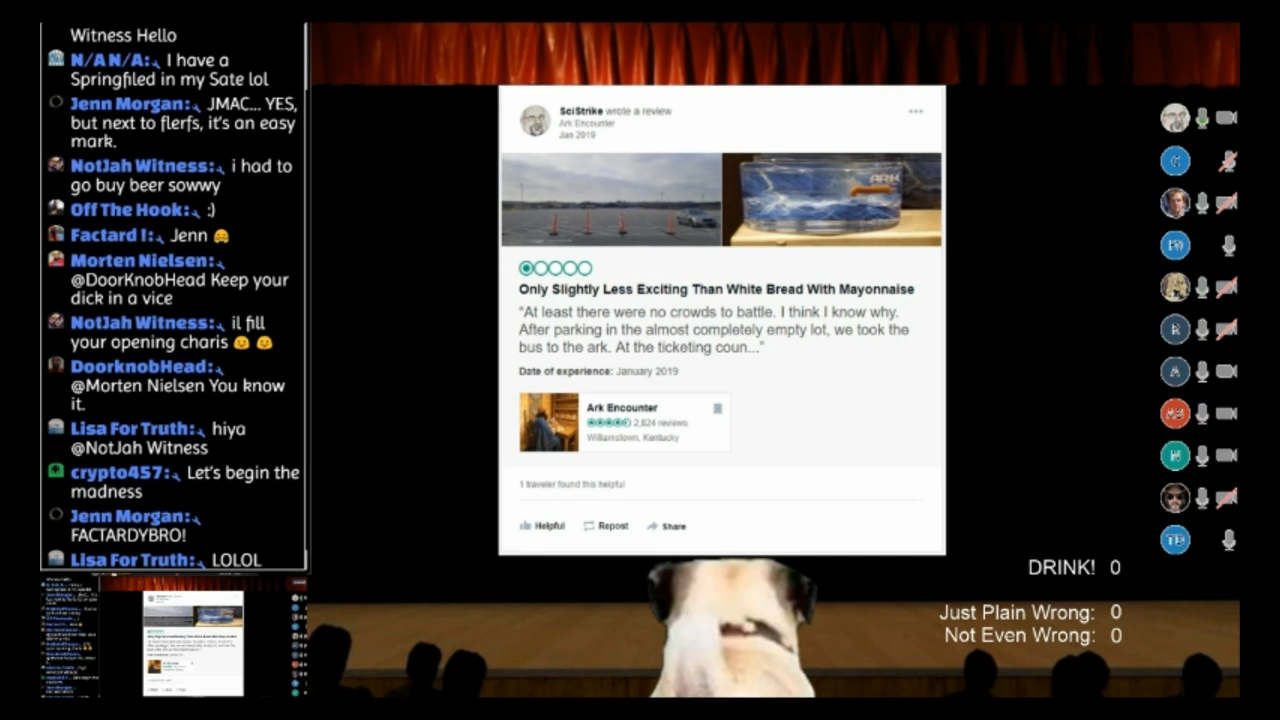 Witness Hello
N/A N/A: I have a
Springfiled in my Sate lol
Jenn Morgan: JMAC... YES,
but next to flerfs, it's an easy
mark.
NotJah Witness: i had to
go buy beer sowwy
Off The Hook: :)
Factard !: Jenn 🤗
Morten Nielsen:
@DoorKnobHead Keep your
dick in a vice
NotJah Witness: il fill
your opening charis
DoorknobHead:
@Morten Nielsen You know
it.
Lisa For Truth: hiya
@NotJah Witness
crypto457: Let's begin the
madness
Jenn Morgan:
FACTARDYBRO!
Lisa For Truth: LOLOL
SciStrike wrote a review
Ark Encounter
Jan 2019
ARK
Only Slightly Less Exciting Than White Bread With Mayonnaise
"At least there were no crowds to battle. I think I know why.
After parking in the almost completely empty lot, we took the
bus to the ark. At the ticketing coun..."
Date of experience: January 2019
Ark Encounter
2,824 reviews
Williamstown, Kentucky
1 traveler found this helpful
Helpful Repost Share
C
R
A
DRINK! 0
Just Plain Wrong: 0
Not Even Wrong: 0